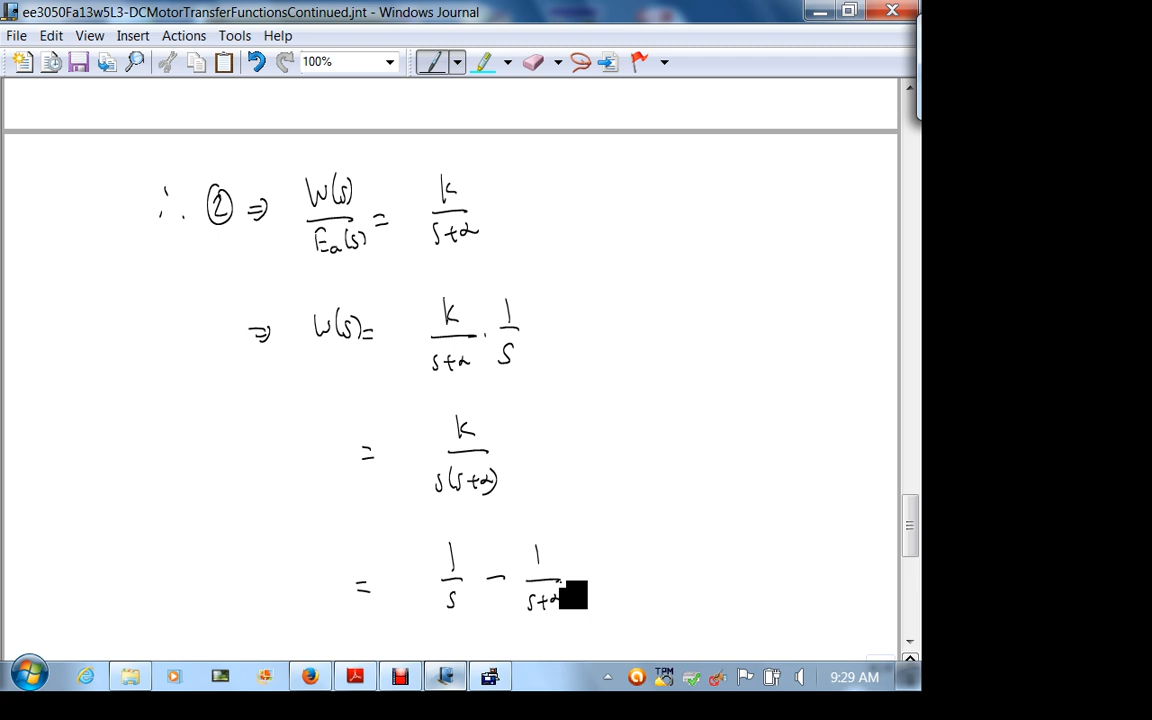 ee3050Fa13w5L3-DCMotorTransferFunctionsContinued.jnt - Windows Journal
File Edit View Insert Actions Tools Help
100%
∴ ② ⇒ W(s)/Ea(s) = k/(s+α)
⇒ W(s) = k/(s+α) · 1/s
= k/(s(s+α))
= 1/s - 1/(s+α)
TPM
9:29 AM